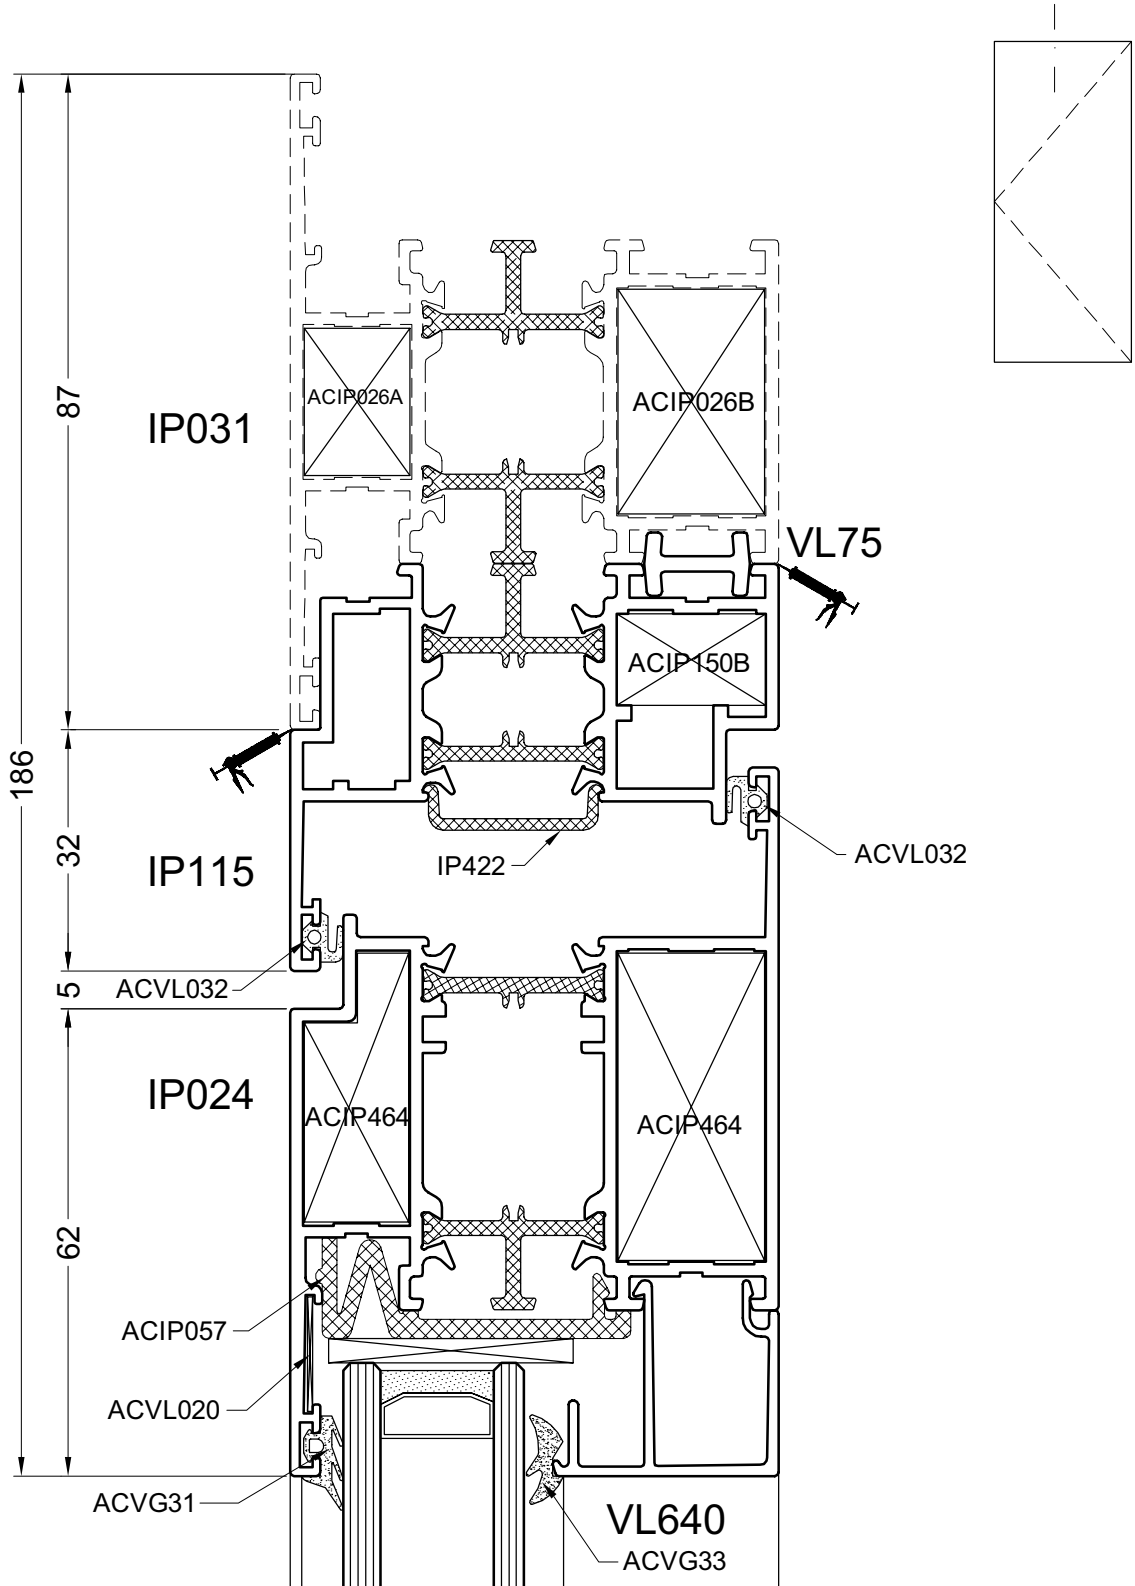 87
IP031
ACIP026A
ACIP026B
VL75
ACIP150B
186
32
IP115
IP422
ACVL032
ACVL032
5
IP024
ACIP464
ACIP464
62
ACIP057
ACVL020
ACVG31
VL640
ACVG33